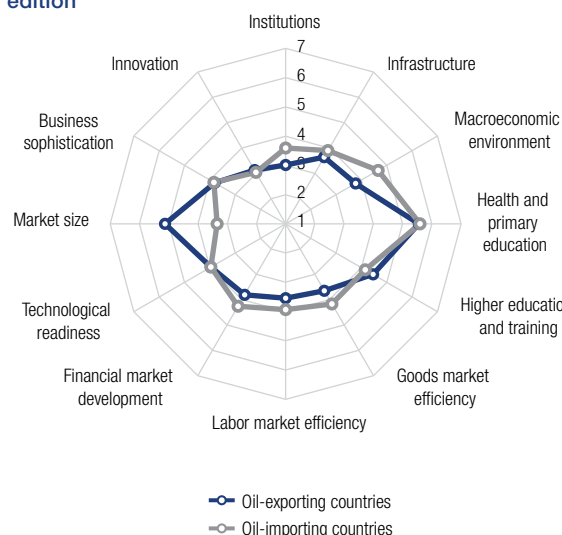 edition
Institutions
7
6
5
4
3
2
1
Infrastructure
Macroeconomic
environment
Health and
primary
education
Higher educatio
and training
Goods market
efficiency
Labor market efficiency
Financial market
development
Technological
readiness
Market size
Business
sophistication
Innovation
Oil-exporting countries
Oil-importing countries